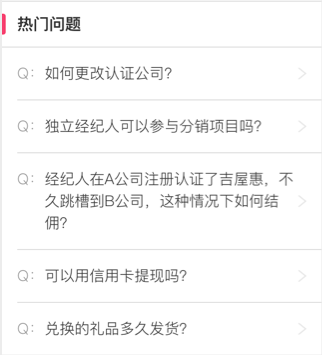 热门问题
Q: 如何更改认证公司?
Q: 独立经纪人可以参与分销项目吗?
Q: 经纪人在A公司注册认证了吉屋惠，不
久跳槽到B公司，这种情况下如何结
佣?
Q: 可以用信用卡提现吗?
Q: 兑换的礼品多久发货?